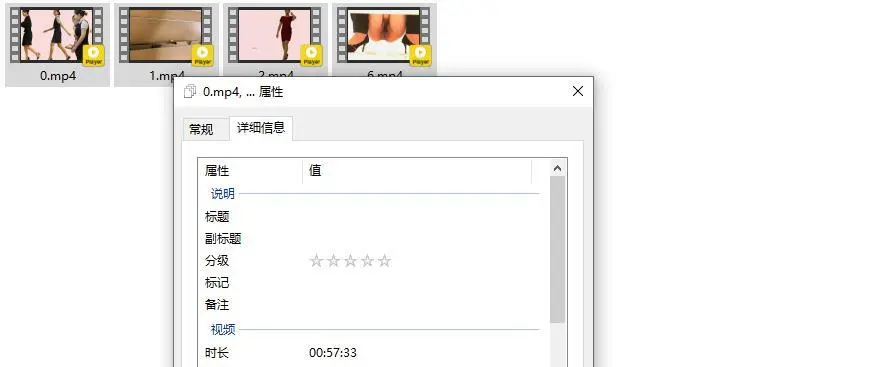 0.mp4
1.mp4
2.mp4
6.mp4
Player
Player
Player
Player
0.mp4, ... 属性
常规
详细信息
属性 值
说明
标题
副标题
分级 ☆☆☆☆☆
标记
备注
视频
时长 00:57:33